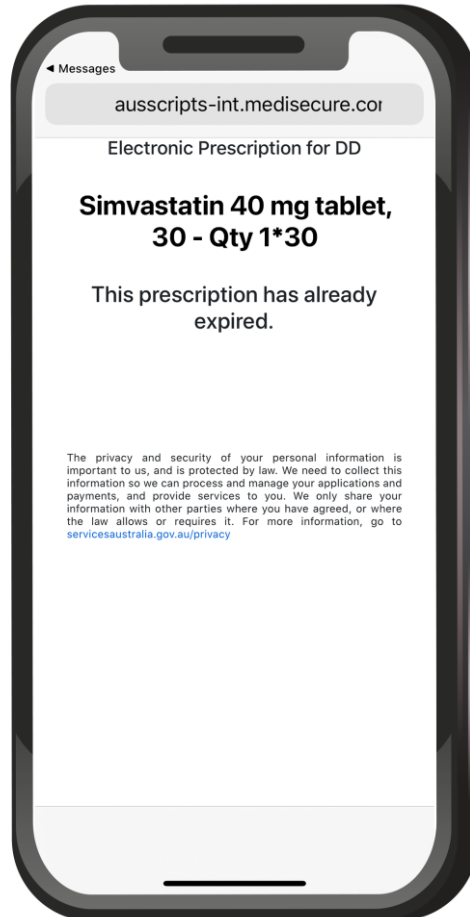 ◀ Messages
ausscripts-int.medisecure.cor
Electronic Prescription for DD
Simvastatin 40 mg tablet,
30 - Qty 1*30
This prescription has already
expired.
The privacy and security of your personal information is
important to us, and is protected by law. We need to collect this
information so we can process and manage your applications and
payments, and provide services to you. We only share your
information with other parties where you have agreed, or where
the law allows or requires it. For more information, go to
servicesaustralia.gov.au/privacy